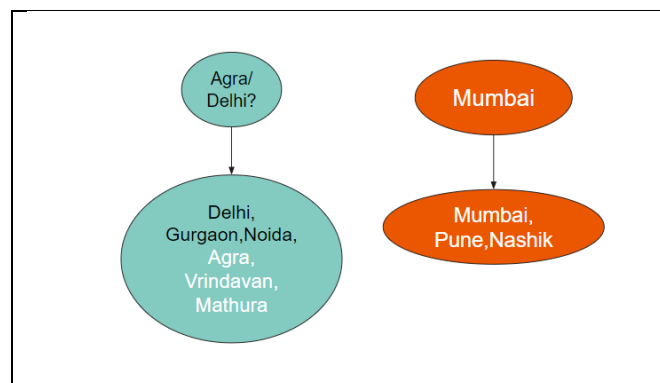 Agra/
Delhi?
Mumbai
Delhi,
Gurgaon,Noida,
Agra,
Vrindavan,
Mathura
Mumbai,
Pune,Nashik